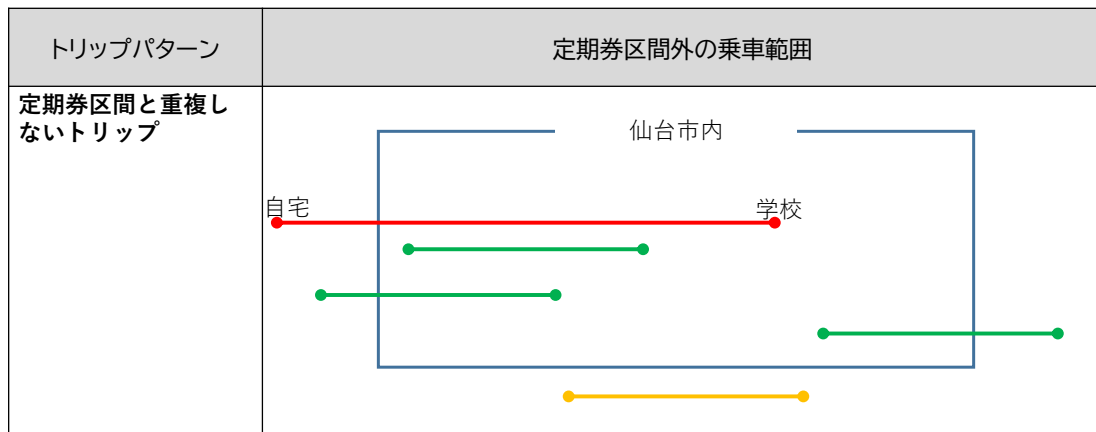 トリップパターン
定期券区間外の乗車範囲
定期券区間と重複し
ないトリップ
仙台市内
自宅
学校